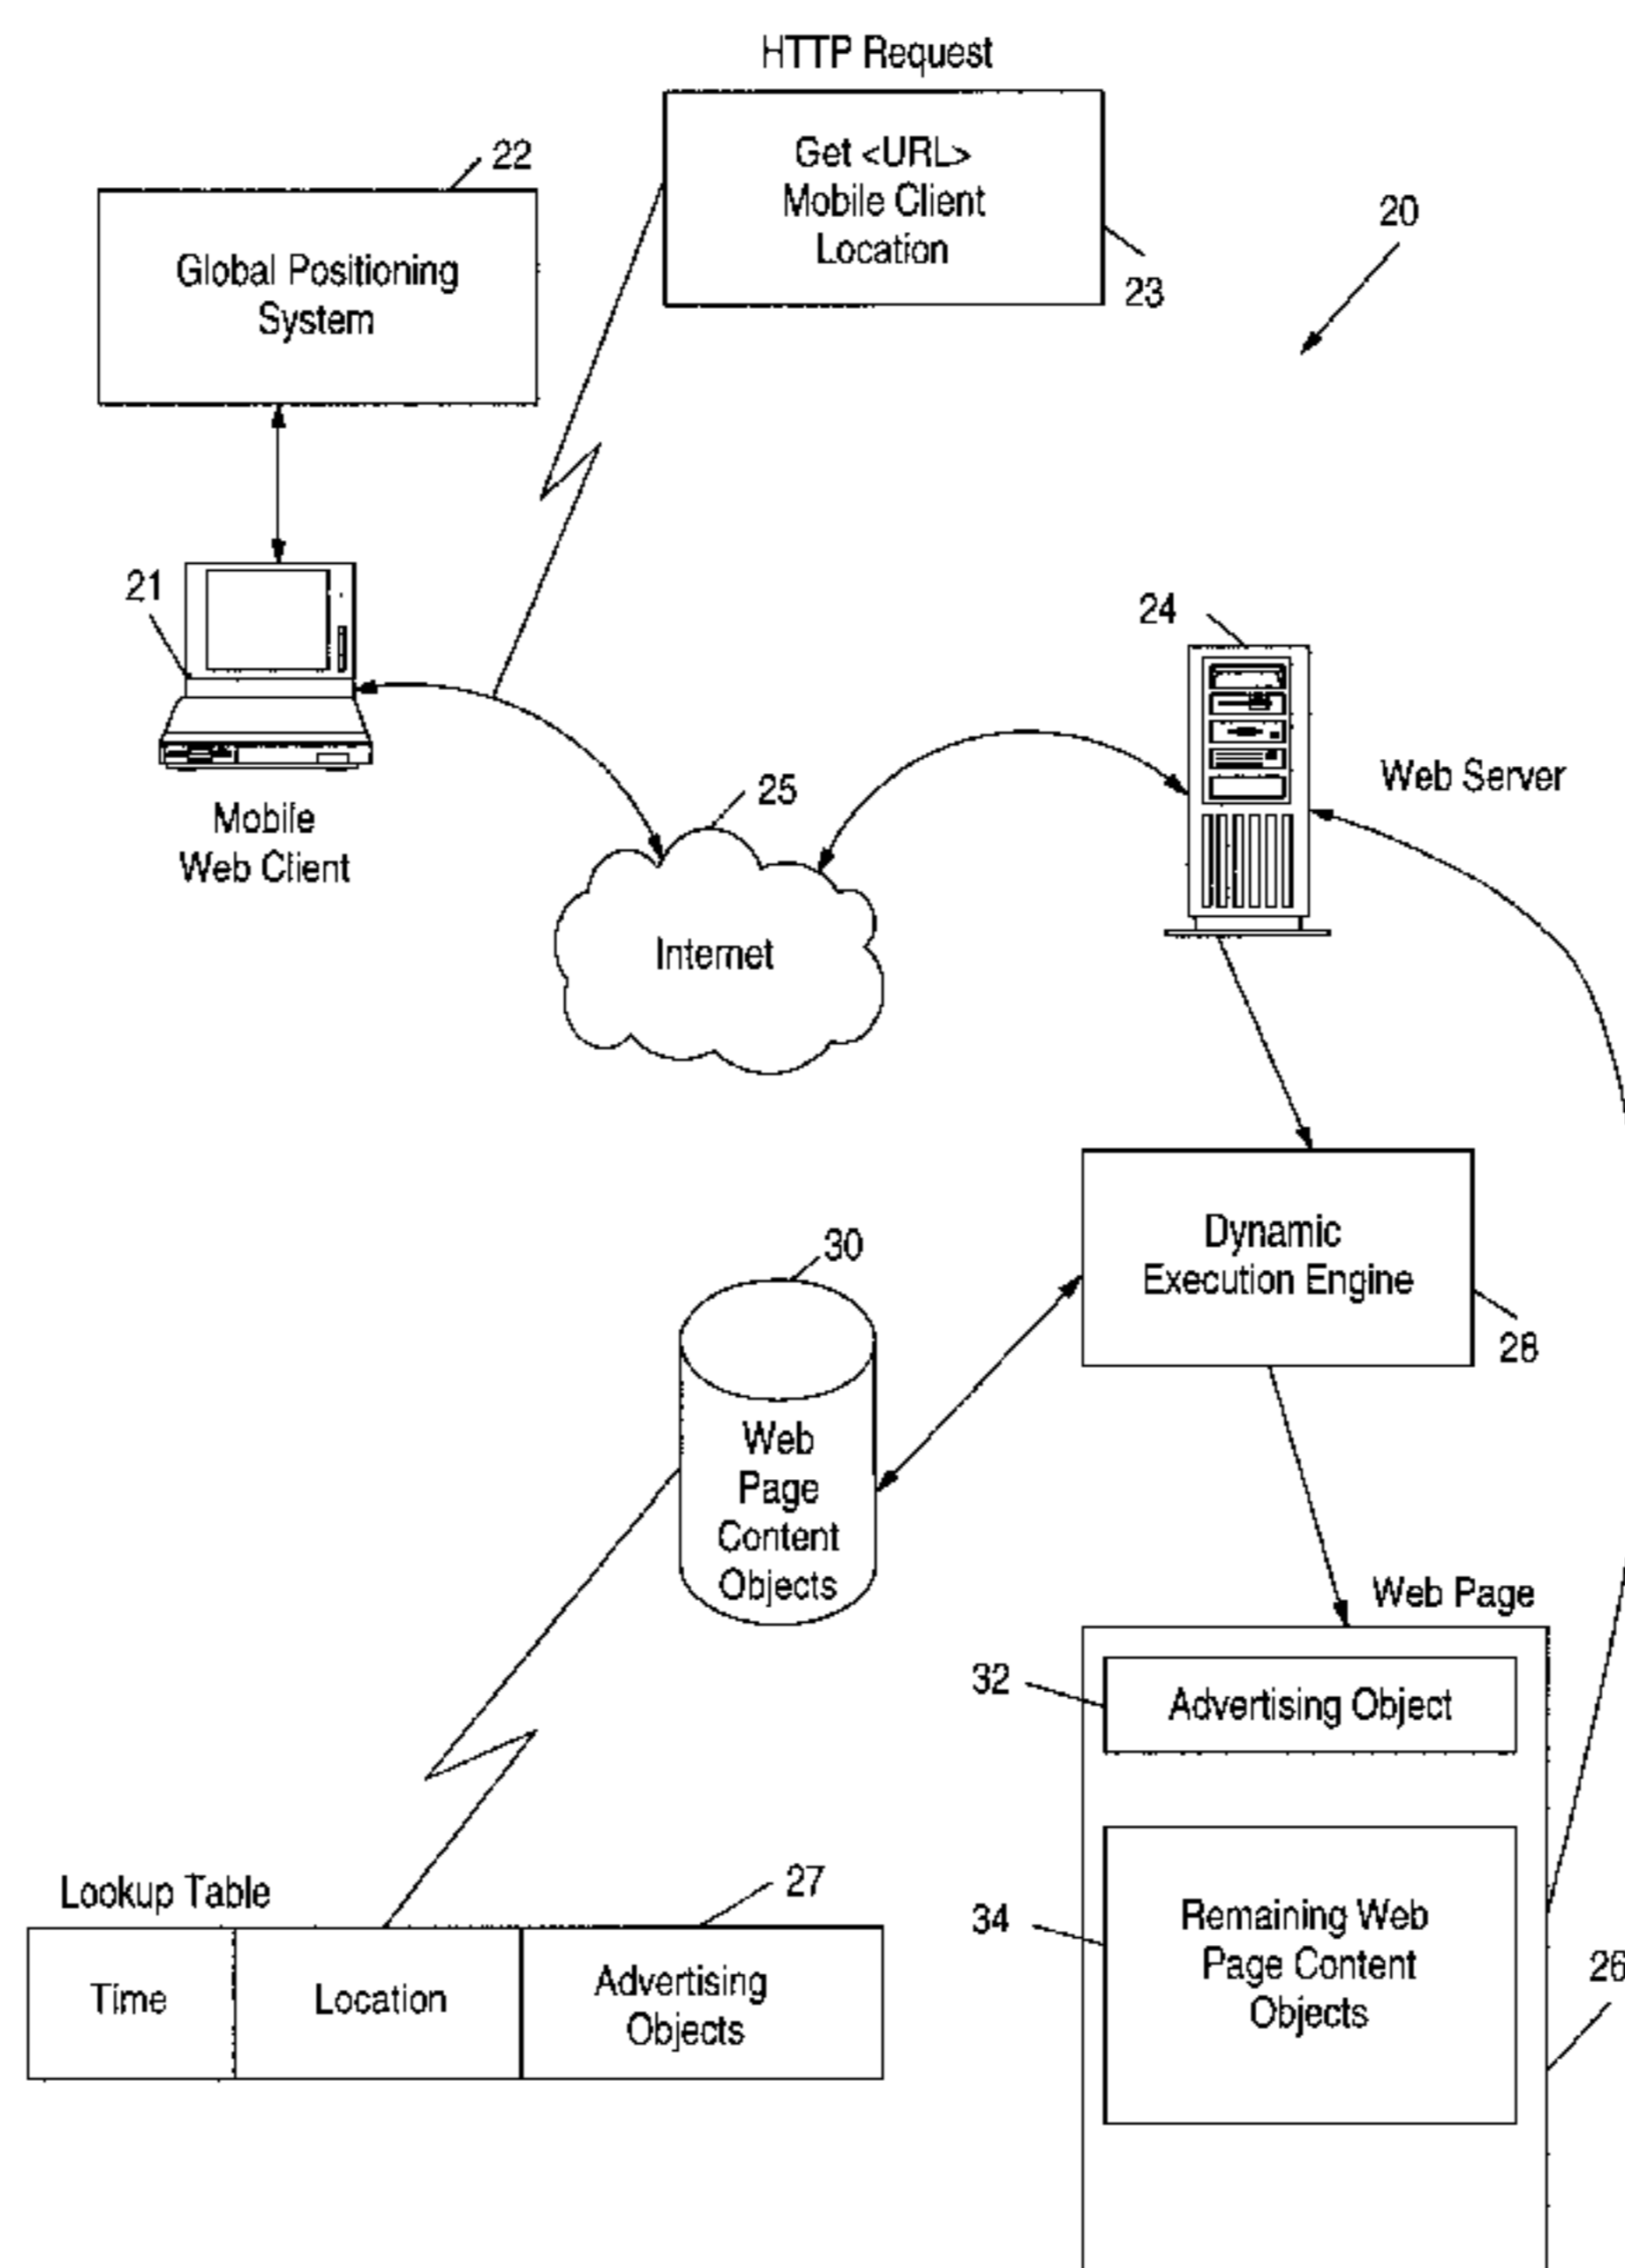 HTTP Request
Get <URL>
Mobile Client
Location
23
22
Global Positioning
System
20
21
Mobile
Web Client
24
Web Server
25
Internet
Dynamic
Execution Engine
28
30
Web
Page
Content
Objects
Web Page
32
Advertising Object
34
Remaining Web
Page Content
Objects
26
Lookup Table
27
Time
Location
Advertising
Objects